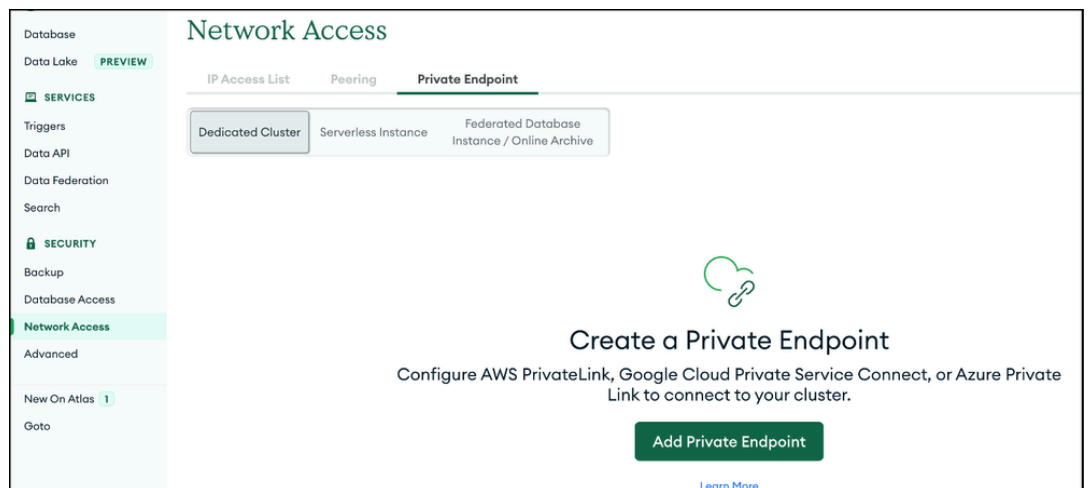 Database
Data Lake PREVIEW
SERVICES
Triggers
Data API
Data Federation
Search
SECURITY
Backup
Database Access
Network Access
Advanced
New On Atlas 1
Goto
Network Access
IP Access List Peering Private Endpoint
Dedicated Cluster Serverless Instance Federated Database
Instance / Online Archive
Create a Private Endpoint
Configure AWS PrivateLink, Google Cloud Private Service Connect, or Azure Private
Link to connect to your cluster.
Add Private Endpoint
Learn More